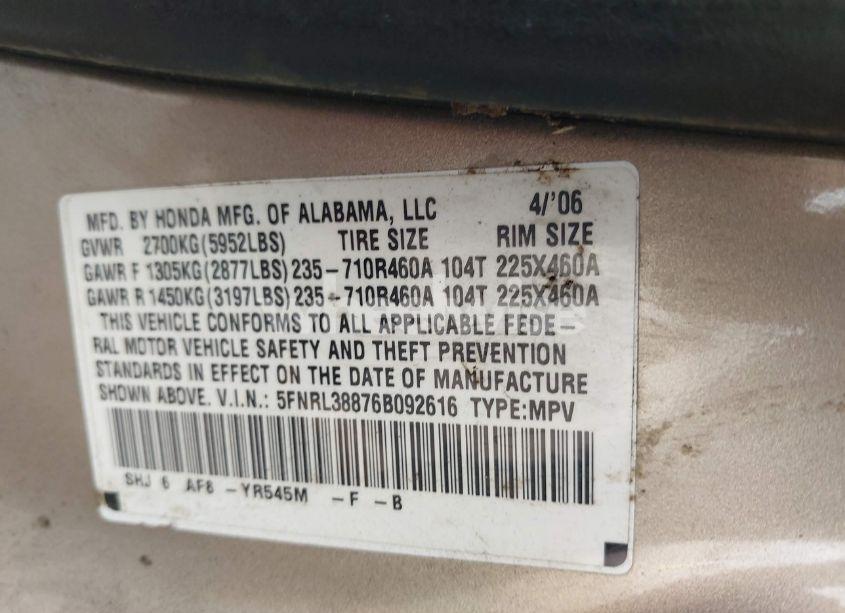 MFD. BY HONDA MFG. OF ALABAMA, LLC 4/'06
GVWR 2700KG(5952LBS) TIRE SIZE RIM SIZE
GAWR F 1305KG(2877LBS) 235-710R460A 104T 225X460A
GAWR R 1450KG(3197LBS) 235-710R460A 104T 225X460A
THIS VEHICLE CONFORMS TO ALL APPLICABLE FEDE-
RAL MOTOR VEHICLE SAFETY AND THEFT PREVENTION
STANDARDS IN EFFECT ON THE DATE OF MANUFACTURE
SHOWN ABOVE. V.I.N.: 5FNRL38876B092616 TYPE:MPV
SHJ 6 AF8 -YR545M -F -B